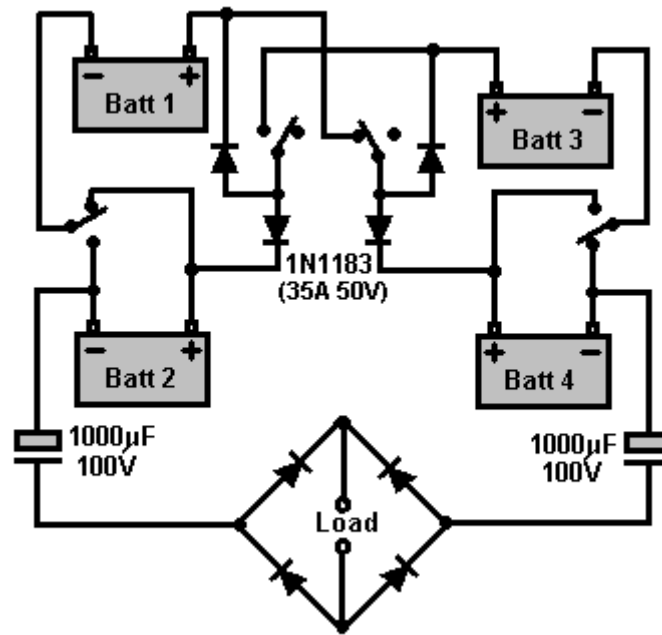 - +
Batt 1
+ -
Batt 3
1N1183
(35A 50V)
- +
Batt 2
+ -
Batt 4
1000µF
100V
1000µF
100V
Load